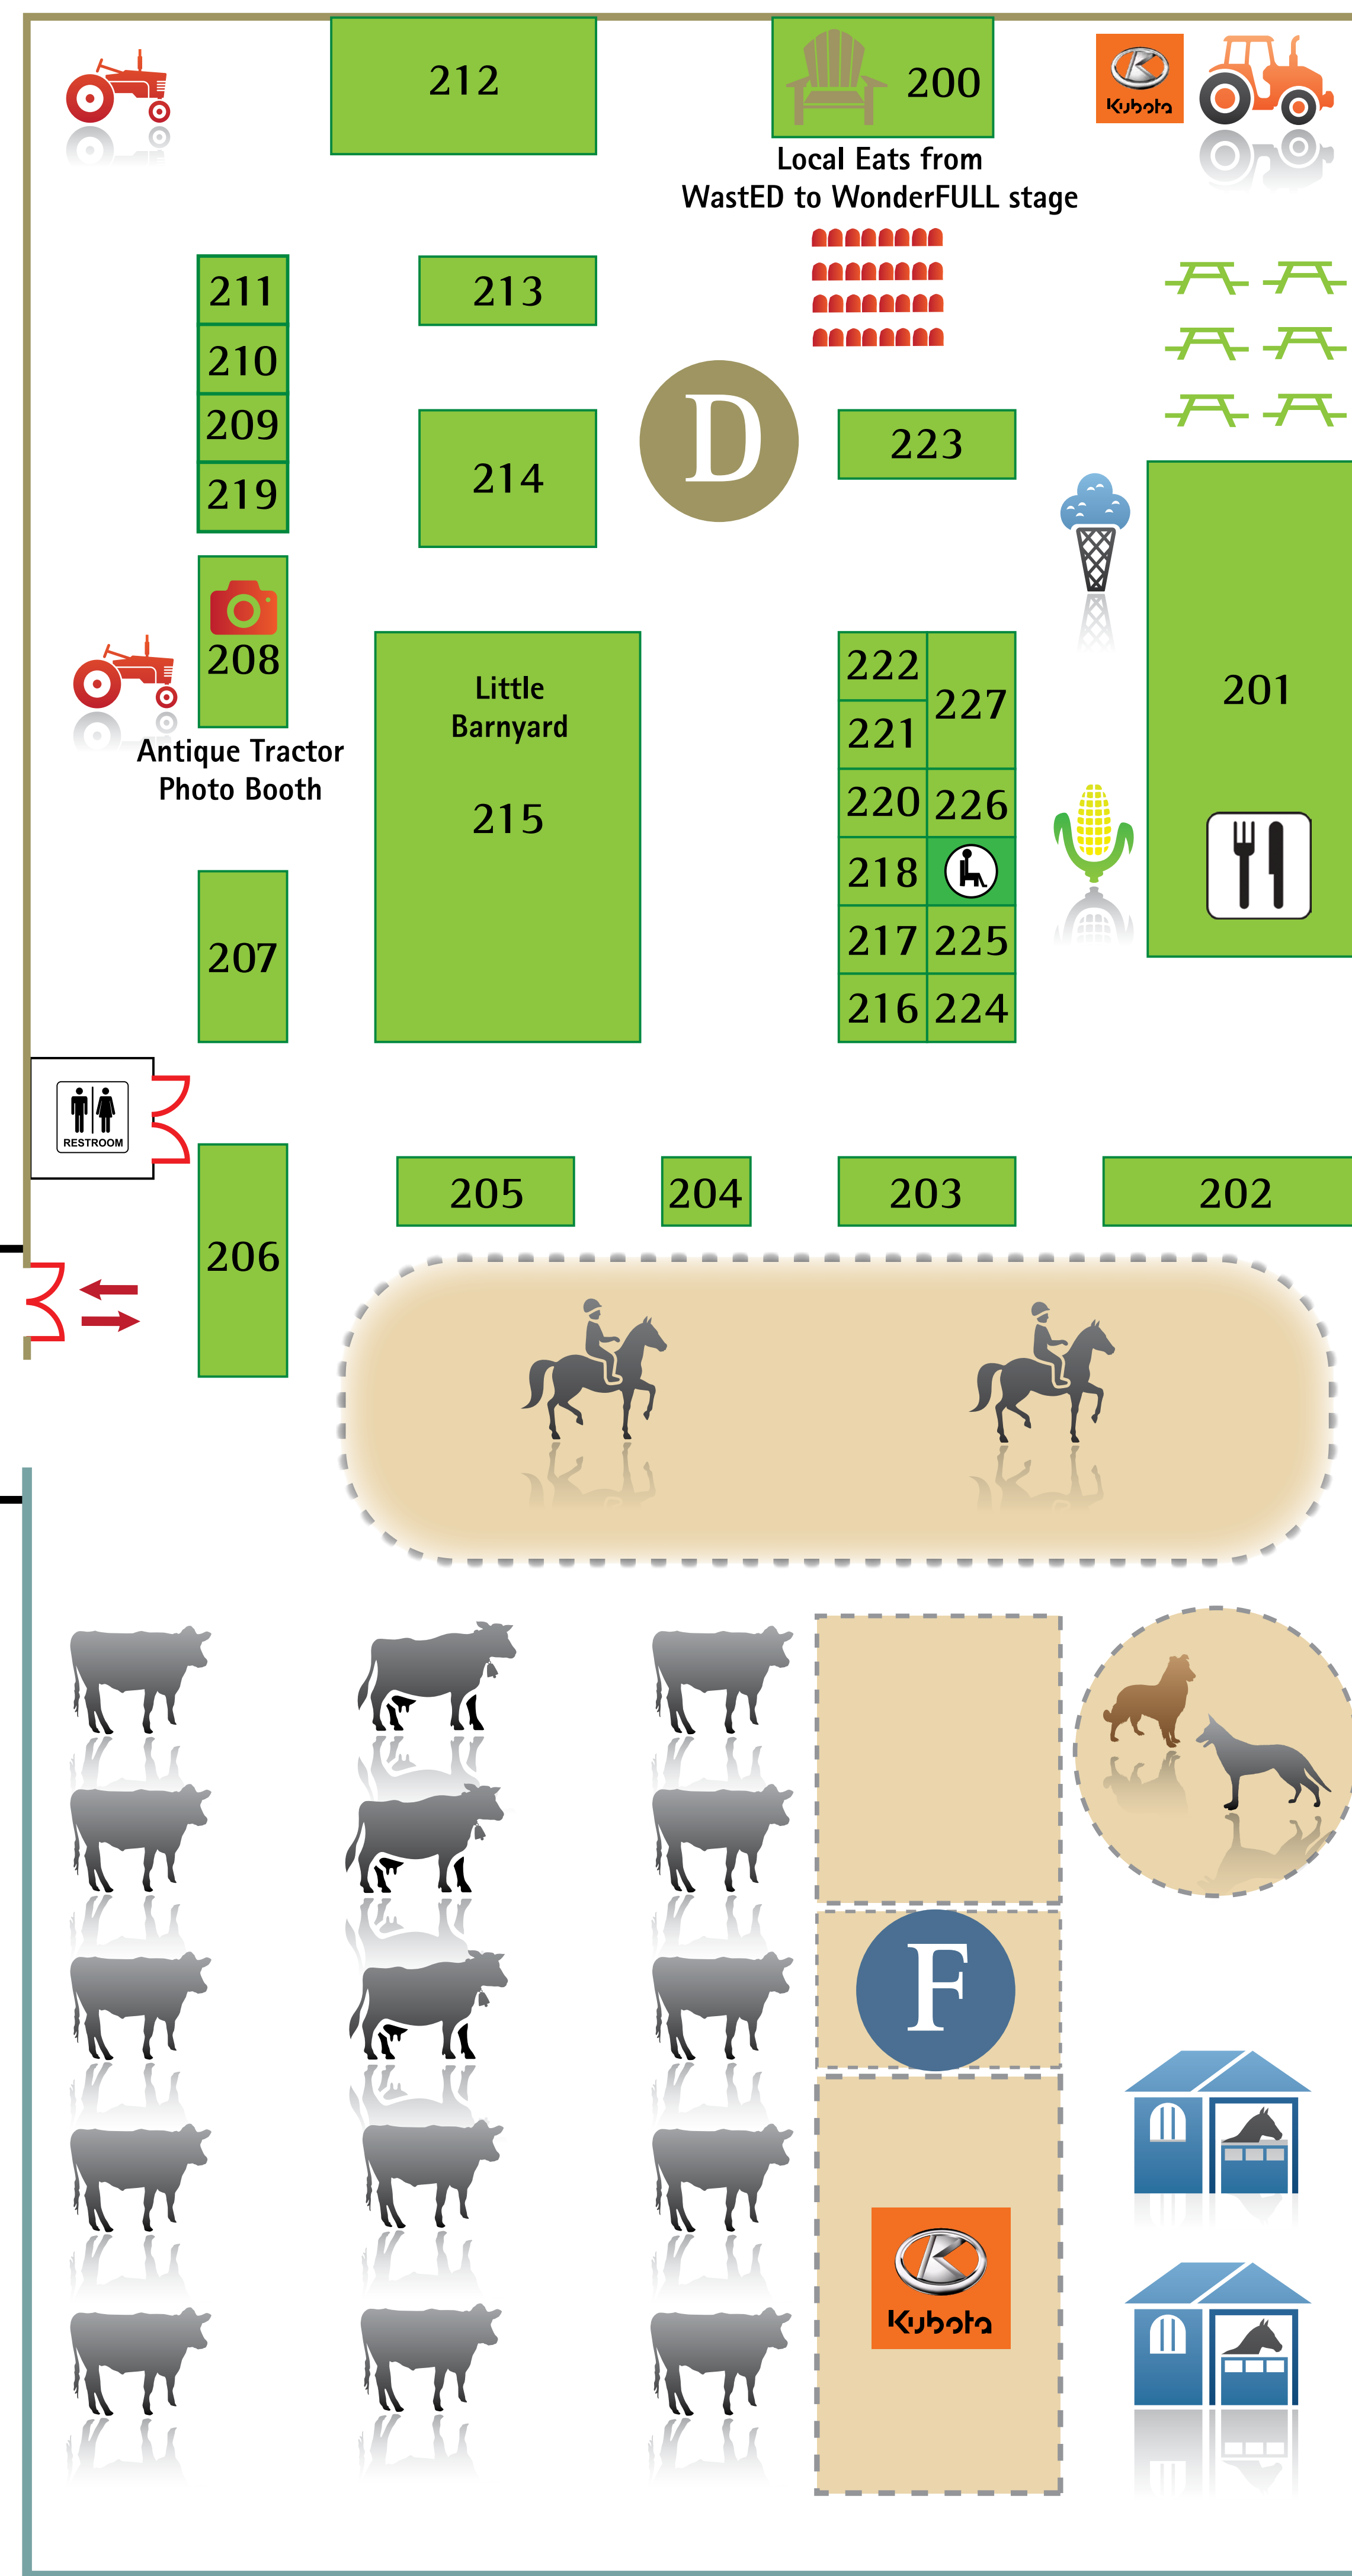 212
200
Kubota
Local Eats from
WastED to WonderFULL stage
211
213
210
209
D
223
214
219
208
222
Little
Barnyard
201
227
221
Antique Tractor
Photo Booth
215
220
226
218
217
225
207
216
224
RESTROOM
205
204
203
202
206
F
Kubota